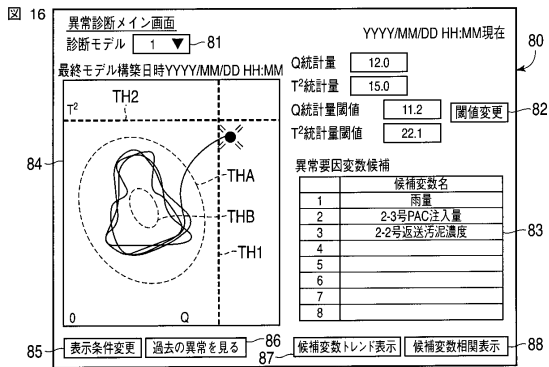 図 16
異常診断メイン画面
診断モデル 1 ▼ 81
YYYY/MM/DD HH:MM現在
80
最終モデル構築日時YYYY/MM/DD HH:MM
Q統計量 12.0
T²統計量 15.0
Q統計量閾値 11.2 閾値変更 82
T²統計量閾値 22.1
T²
TH2
84
THA
THB
TH1
0
Q
異常要因変数候補
候補変数名
1 雨量
2 2-3号PAC注入量
3 2-2号返送汚泥濃度
4
5
6
7
8
83
85 表示条件変更 過去の異常を見る 86
87 候補変数トレンド表示 候補変数相関表示 88